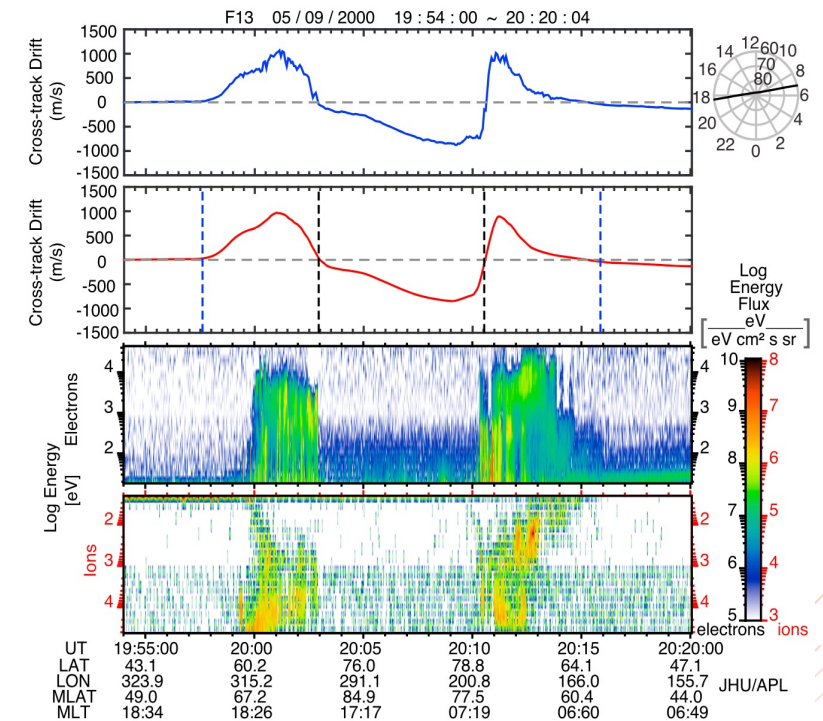 F13 05 / 09 / 2000 19 : 54 : 00 ~ 20 : 20 : 04
Cross-track Drift
(m/s)
1500
1000
500
0
-500
-1000
-1500
12 60 10
14 70 8
16 80
18 6
20 4
22 2
0
Cross-track Drift
(m/s)
1500
1000
500
0
-500
-1000
-1500
Log
Energy
Flux
eV
eV cm² s sr
Log Energy
[eV]
Electrons
4 4
3 3
2 2
Ions
2 2
3 3
4 4
10 8
9 7
8 6
7 5
6 4
5 3
electrons ions
UT 19:55:00 20:00 20:05 20:10 20:15 20:20:00
LAT 43.1 60.2 76.0 78.8 64.1 47.1
LON 323.9 315.2 291.1 200.8 166.0 155.7
MLAT 49.0 67.2 84.9 77.5 60.4 44.0
MLT 18:34 18:26 17:17 07:19 06:60 06:49
JHU/APL